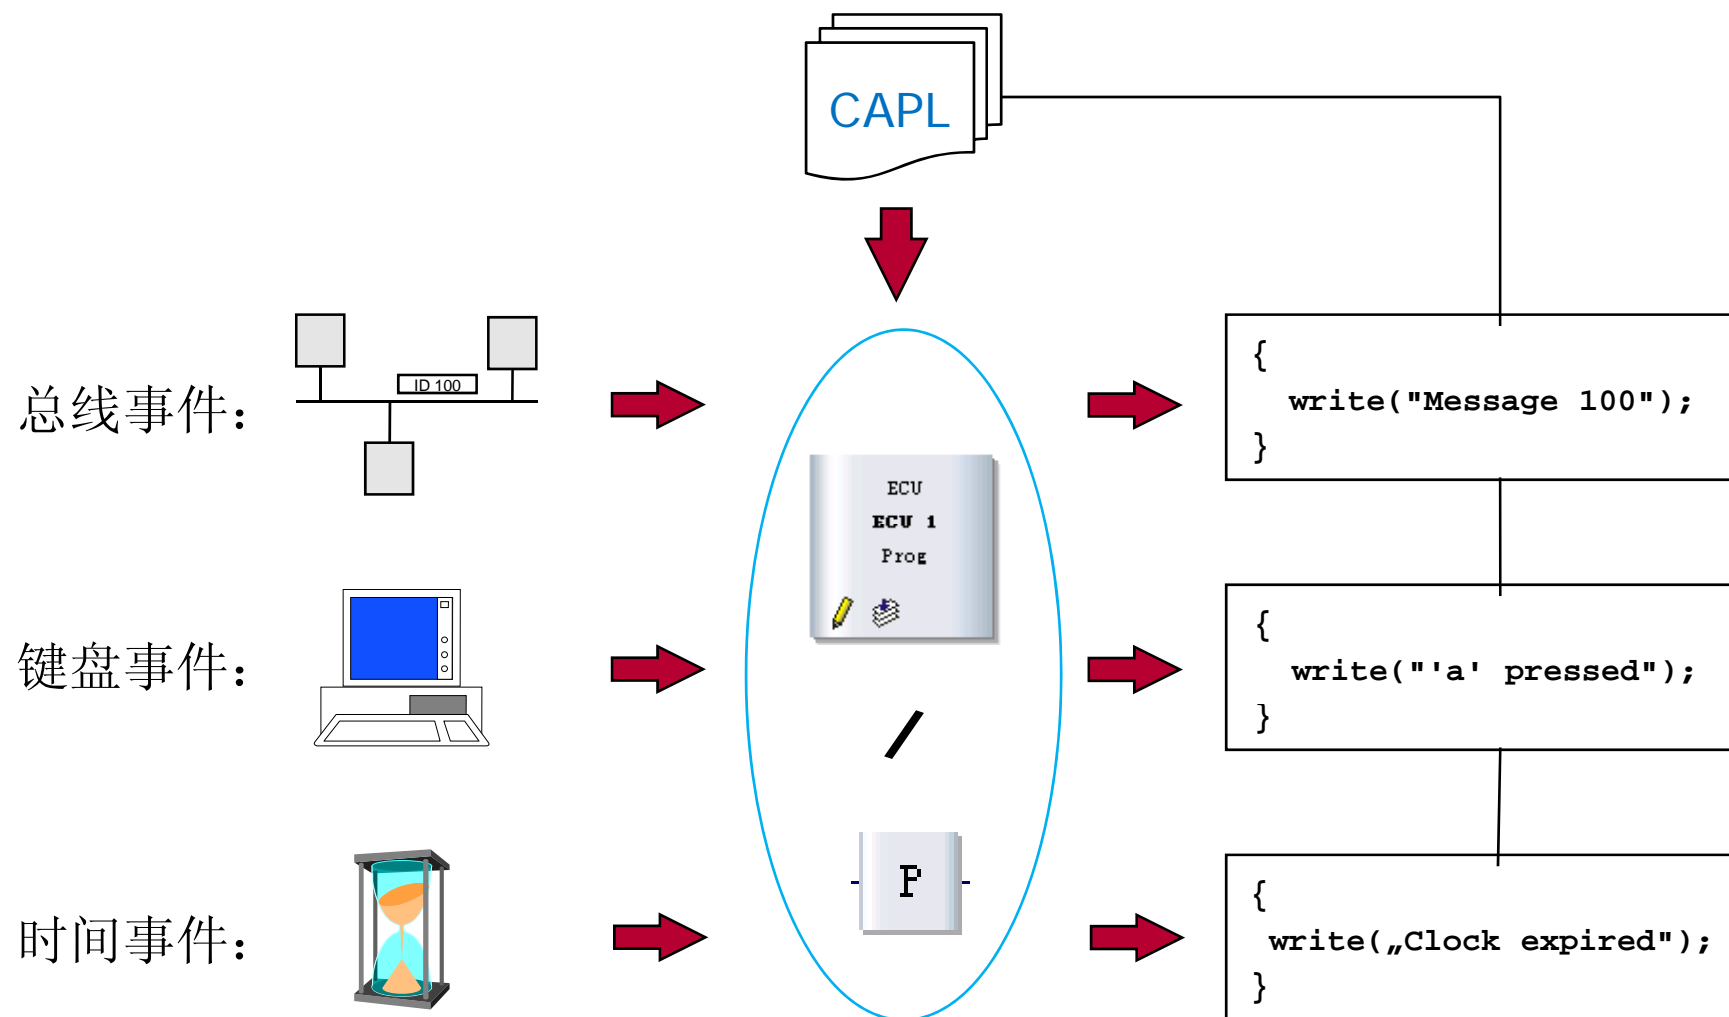 CAPL
总线事件：
ID 100
{
write("Message 100");
}
ECU
ECU 1
Prog
键盘事件：
{
write("'a' pressed");
}
/
P
时间事件：
{
write(„Clock expired");
}